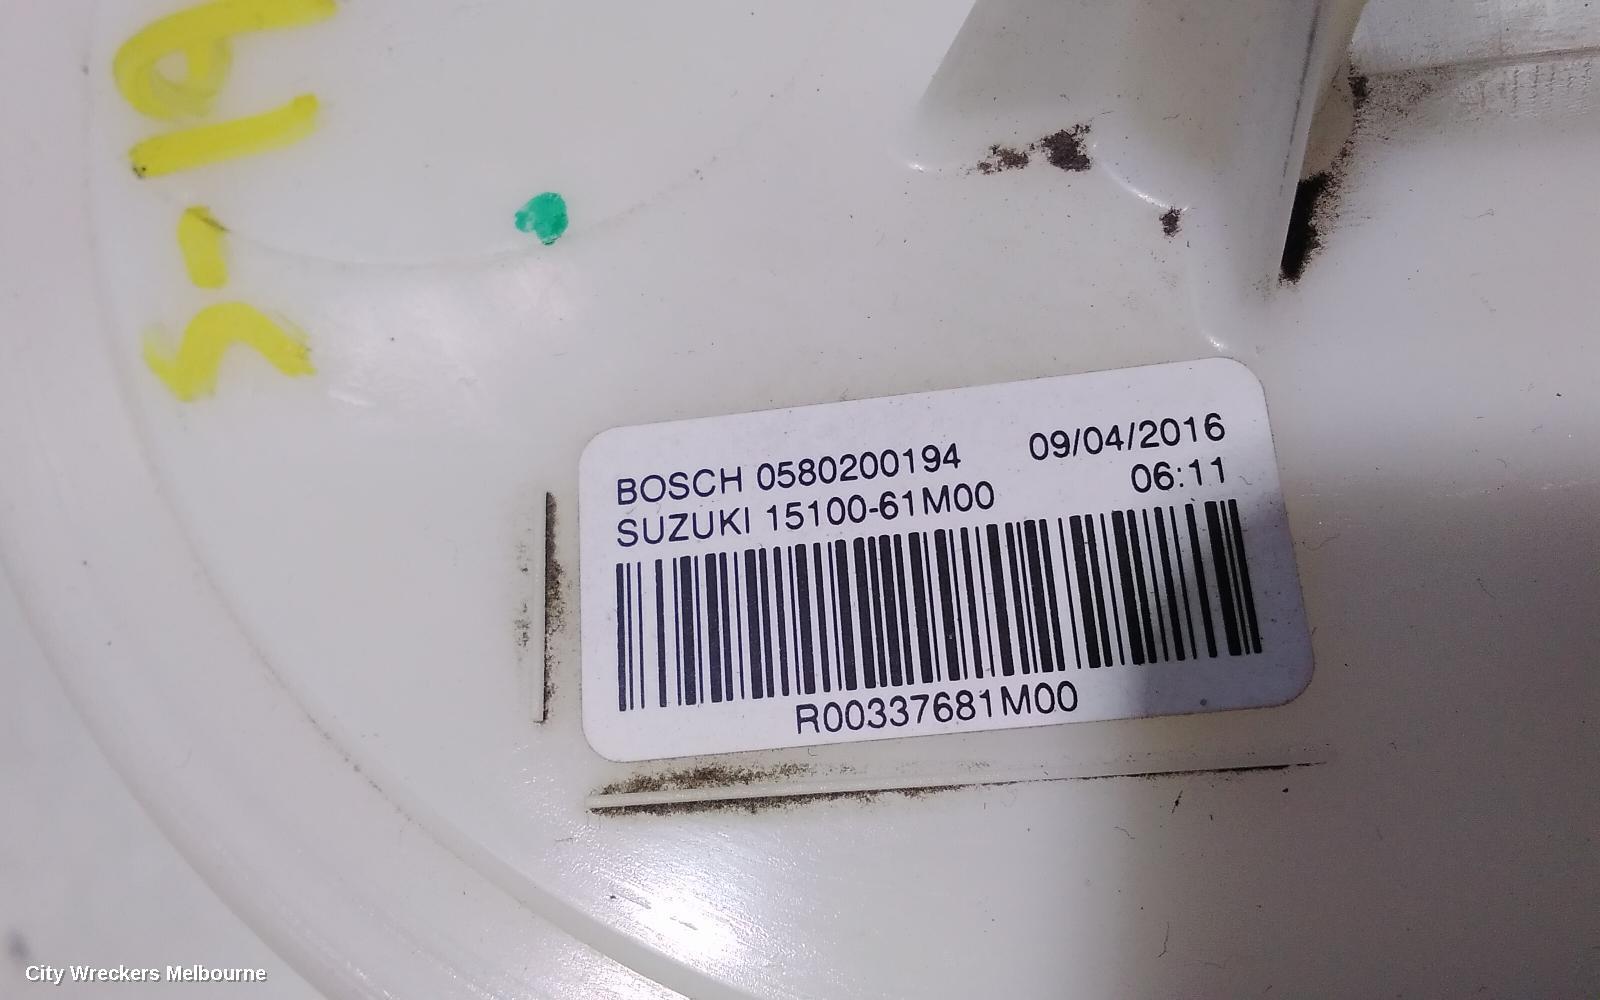 BOSCH 0580200194 09/04/2016
SUZUKI 15100-61M00 06:11
R00337681M00
City Wreckers Melbourne